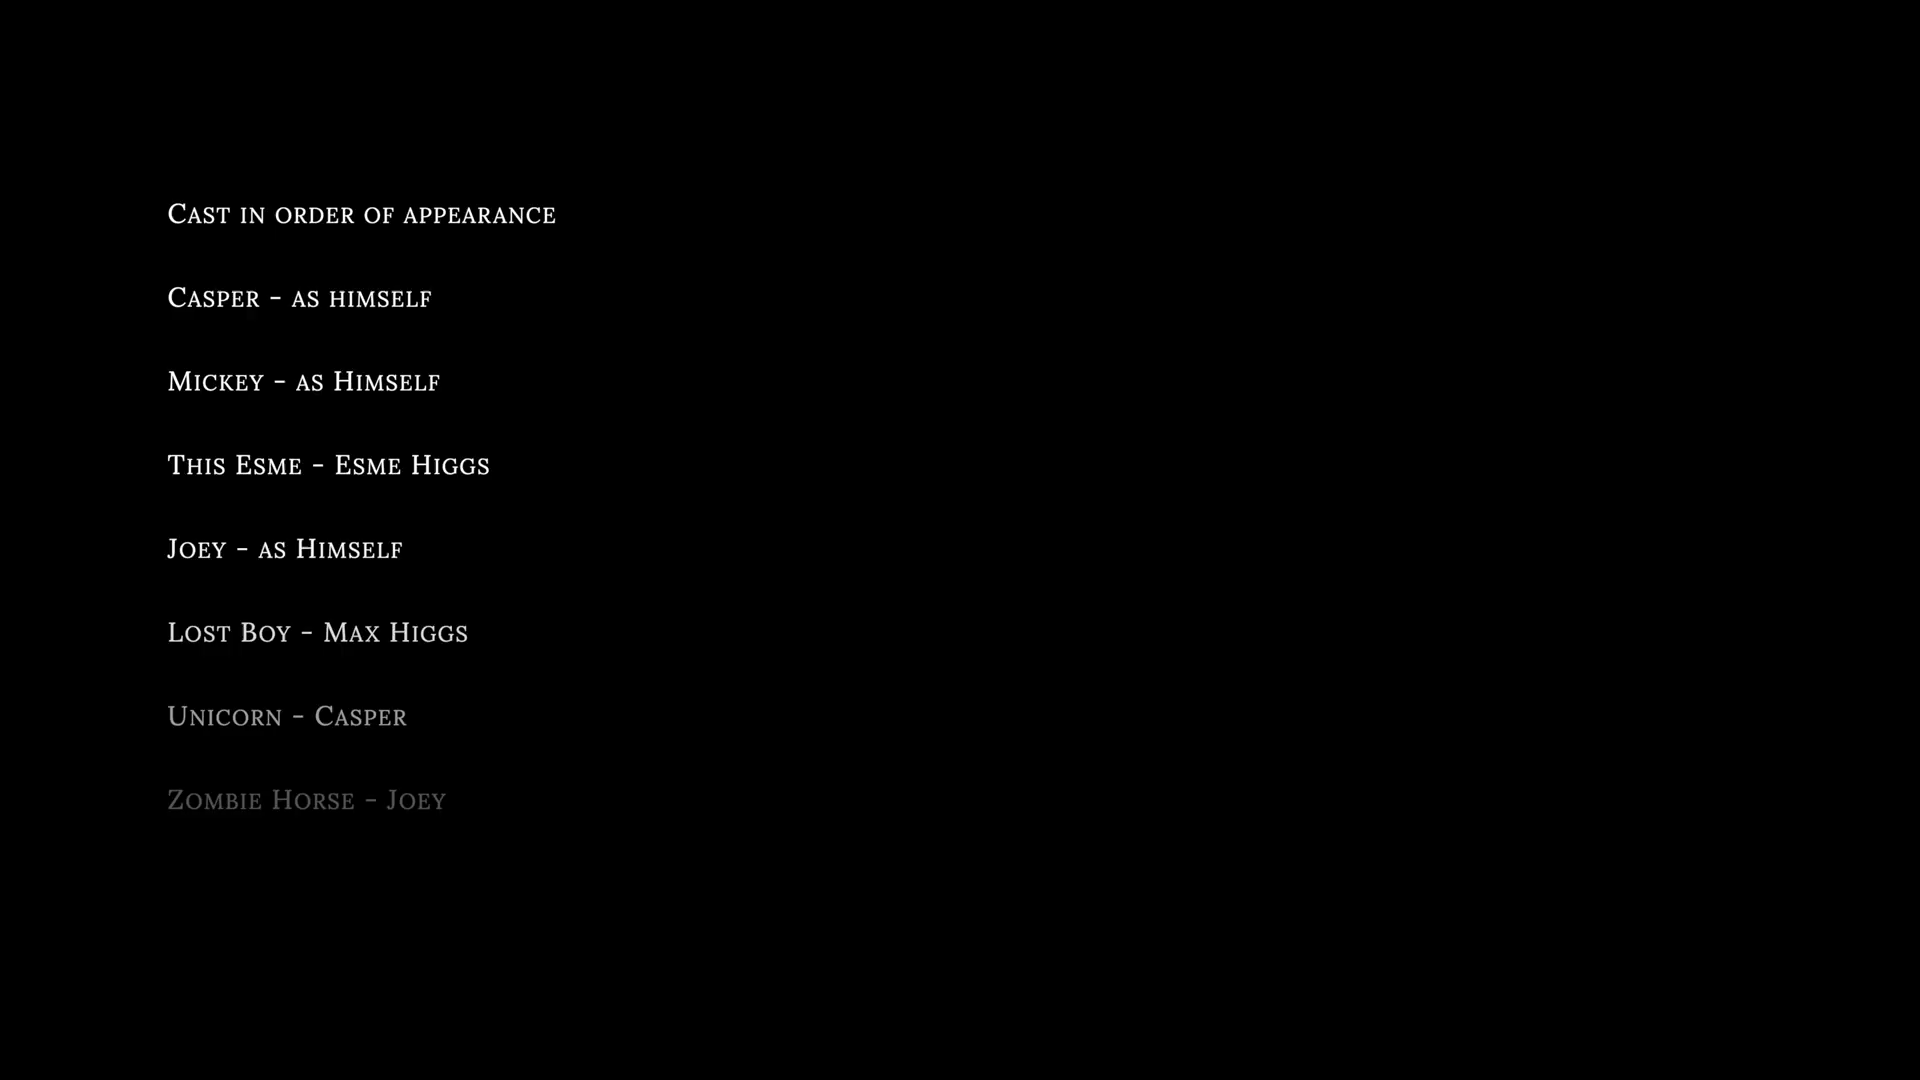 Cast in order of appearance
Casper - as himself
Mickey - as Himself
This Esme - Esme Higgs
Joey - as Himself
Lost Boy - Max Higgs
Unicorn - Casper
Zombie Horse - Joey